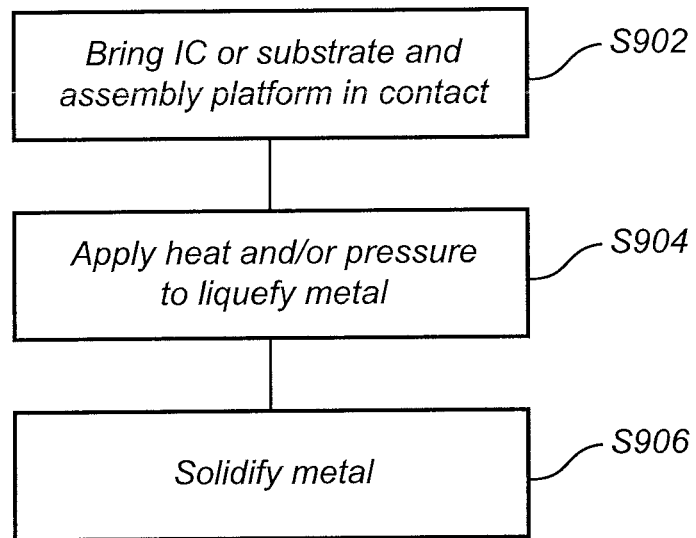 Bring IC or substrate and
assembly platform in contact
S902
Apply heat and/or pressure
to liquefy metal
S904
Solidify metal
S906